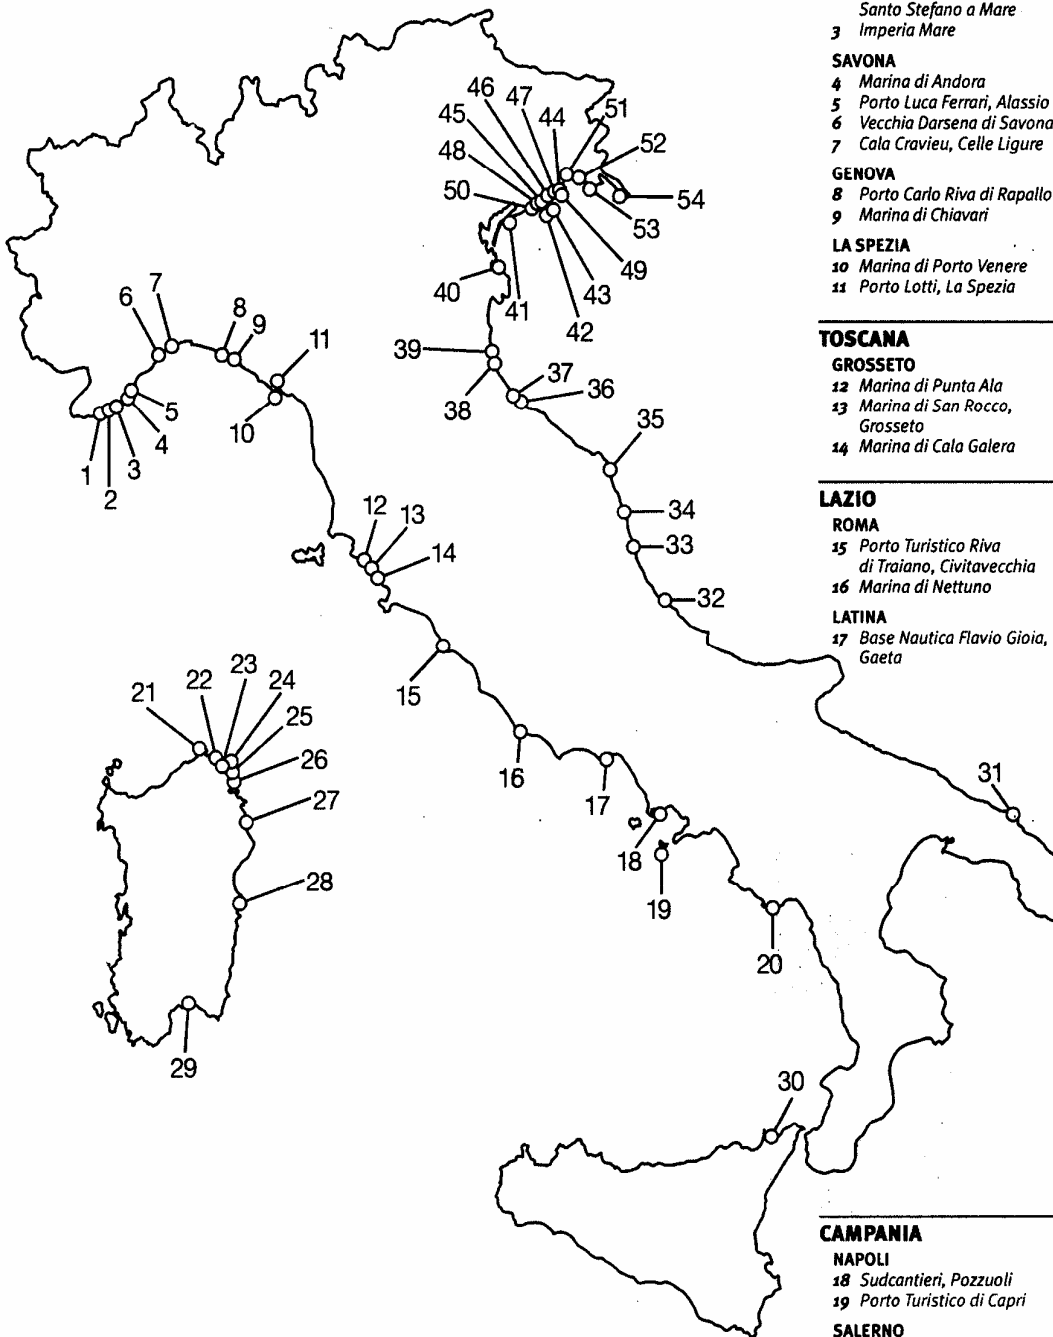 Santo Stefano a Mare
3 Imperia Mare
SAVONA
4 Marina di Andora
5 Porto Luca Ferrari, Alassio
6 Vecchia Darsena di Savona
7 Cala Cravieu, Celle Ligure
GENOVA
8 Porto Carlo Riva di Rapallo
9 Marina di Chiavari
LA SPEZIA
10 Marina di Porto Venere
11 Porto Lotti, La Spezia
TOSCANA
GROSSETO
12 Marina di Punta Ala
13 Marina di San Rocco,
Grosseto
14 Marina di Cala Galera
LAZIO
ROMA
15 Porto Turistico Riva
di Traiano, Civitavecchia
16 Marina di Nettuno
LATINA
17 Base Nautica Flavio Gioia,
Gaeta
CAMPANIA
NAPOLI
18 Sudcantieri, Pozzuoli
19 Porto Turistico di Capri
SALERNO
46
47
44
51
45
52
48
50
54
53
49
40
41
43
42
7
6
8
9
11
39
37
36
38
5
10
4
3
1
2
35
34
33
32
12
13
14
15
23
24
22
21
25
26
27
28
29
16
17
18
19
20
31
30